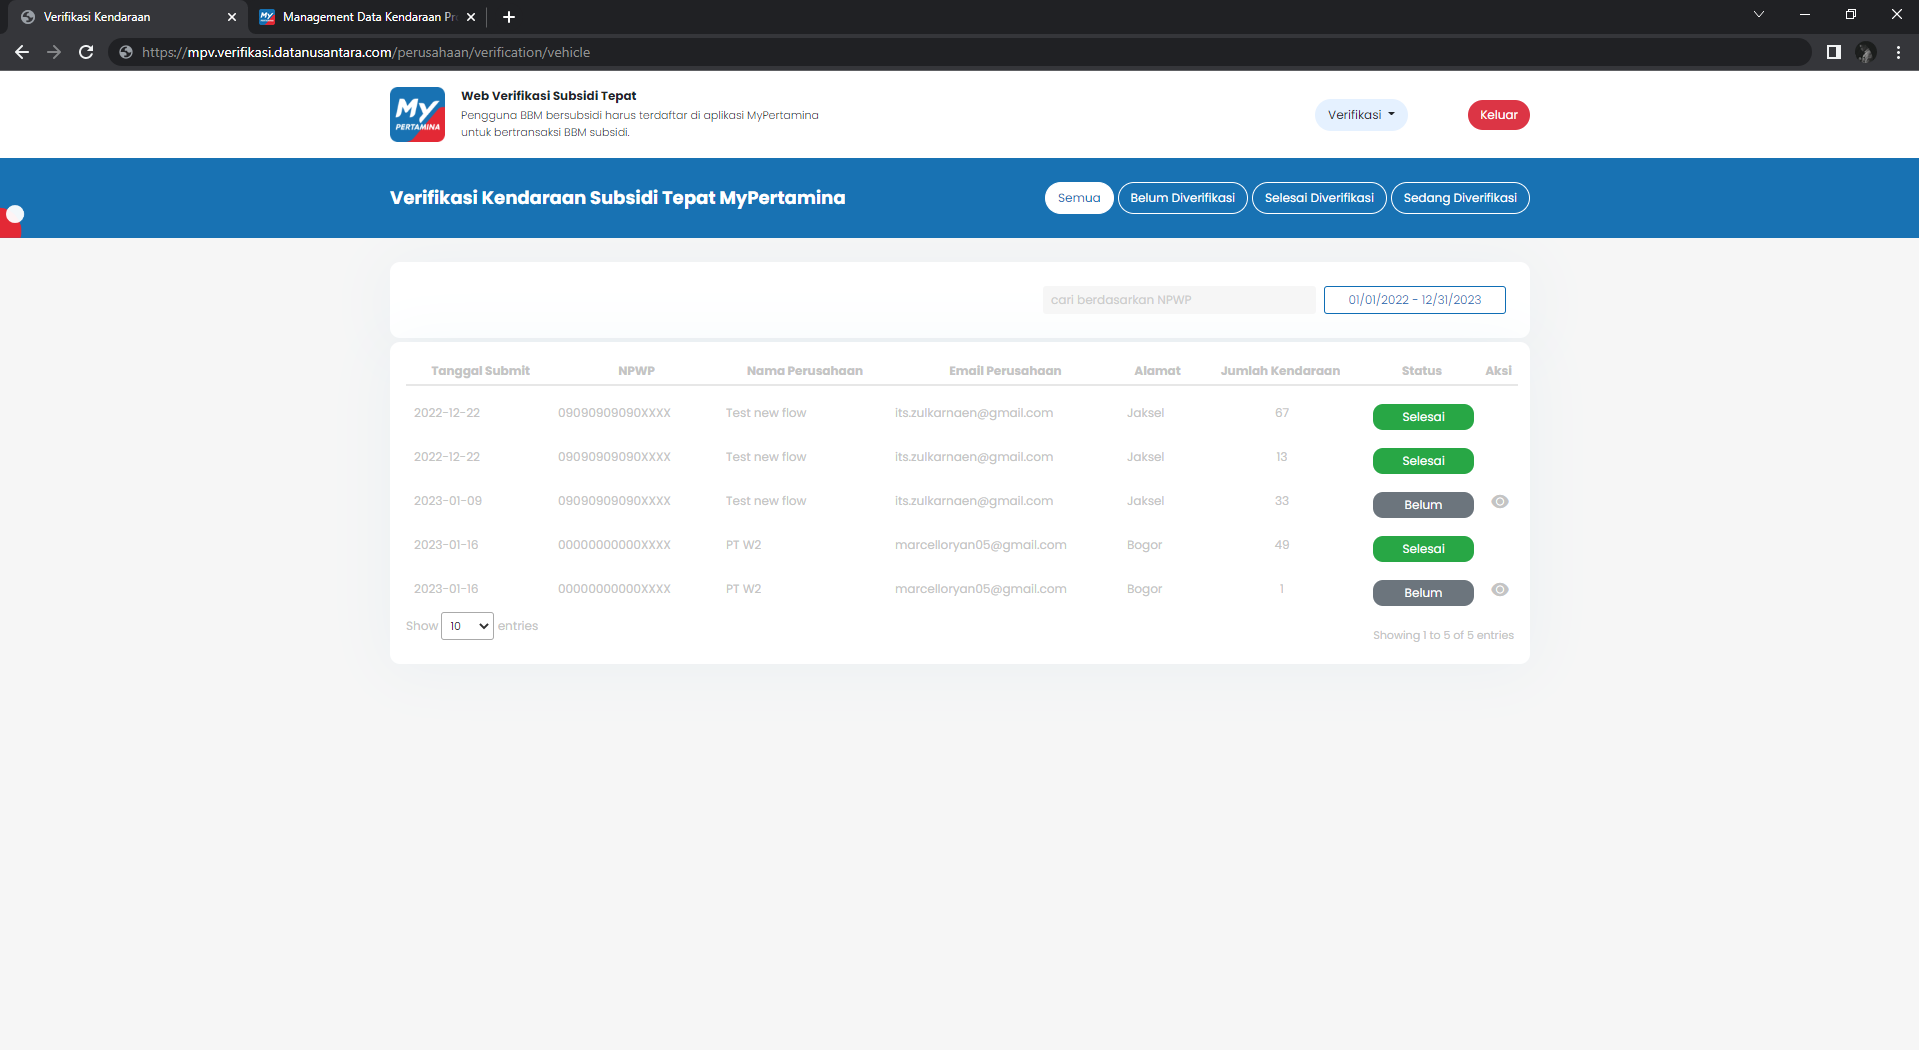 Verifikasi Kendaraan
Management Data Kendaraan Pr
https://mpv.verifikasi.datanusantara.com/perusahaan/verification/vehicle
My
PERTAMINA
Web Verifikasi Subsidi Tepat
Pengguna BBM bersubsidi harus terdaftar di aplikasi MyPertamina
untuk bertransaksi BBM subsidi.
Verifikasi
Keluar
Verifikasi Kendaraan Subsidi Tepat MyPertamina
Semua Belum Diverifikasi Selesai Diverifikasi Sedang Diverifikasi
cari berdasarkan NPWP 01/01/2022 - 12/31/2023
Tanggal Submit NPWP Nama Perusahaan Email Perusahaan Alamat Jumlah Kendaraan Status Aksi
2022-12-22 09090909090XXXX Test new flow its.zulkarnaen@gmail.com Jaksel 67 Selesai
2022-12-22 09090909090XXXX Test new flow its.zulkarnaen@gmail.com Jaksel 13 Selesai
2023-01-09 09090909090XXXX Test new flow its.zulkarnaen@gmail.com Jaksel 33 Belum
2023-01-16 00000000000XXXX PT W2 marcelloryan05@gmail.com Bogor 49 Selesai
2023-01-16 00000000000XXXX PT W2 marcelloryan05@gmail.com Bogor 1 Belum
Show 10 entries
Showing 1 to 5 of 5 entries